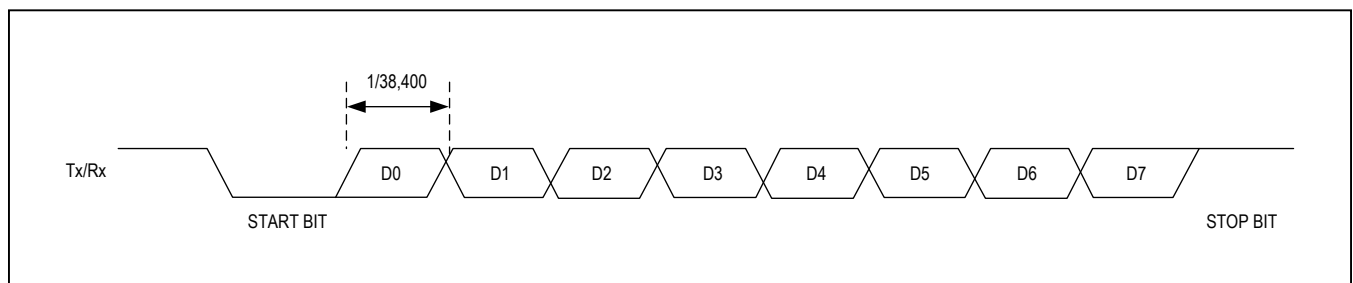 1/38,400
Tx/Rx
D0 D1 D2 D3 D4 D5 D6 D7
START BIT
STOP BIT